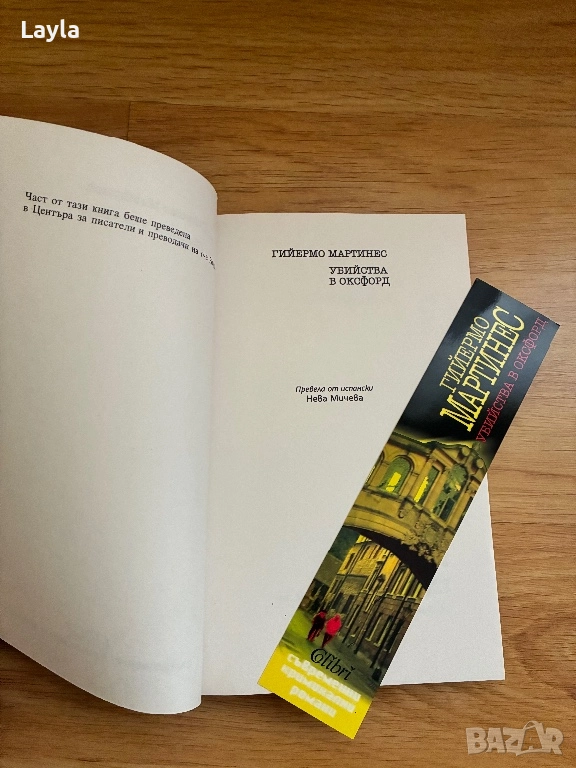 Layla
Част от тази книга беше преведена
в Центъра за писатели и преводачи на
ГИЙЕРМО МАРТИНЕС
УБИЙСТВА
В ОКСФОРД
Превела от испански
Нева Мичева
ГИЙЕРМО
МАРТИНЕС
УБИЙСТВА В ОКСФОРД
Colibri
съвременни
криминални
романи
BAZAR